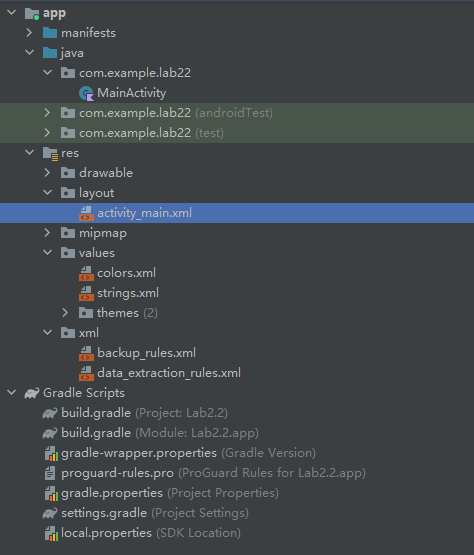 app
manifests
java
com.example.lab22
MainActivity
com.example.lab22 (androidTest)
com.example.lab22 (test)
res
drawable
layout
activity_main.xml
mipmap
values
colors.xml
strings.xml
themes (2)
xml
backup_rules.xml
data_extraction_rules.xml
Gradle Scripts
build.gradle (Project: Lab2.2)
build.gradle (Module: Lab2.2.app)
gradle-wrapper.properties (Gradle Version)
proguard-rules.pro (ProGuard Rules for Lab2.2.app)
gradle.properties (Project Properties)
settings.gradle (Project Settings)
local.properties (SDK Location)